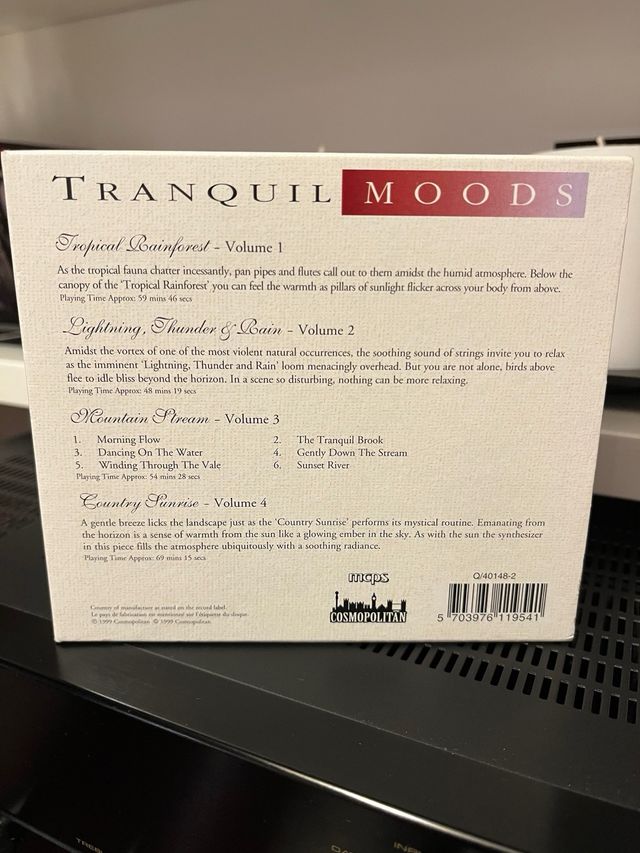 TRANQUIL MOODS
Tropical Rainforest - Volume 1
As the tropical fauna chatter incessantly, pan pipes and flutes call out to them amidst the humid atmosphere. Below the
canopy of the 'Tropical Rainforest' you can feel the warmth as pillars of sunlight flicker across your body from above.
Playing Time Approx: 59 mins 46 secs
Lightning, Thunder & Rain - Volume 2
Amidst the vortex of one of the most violent natural occurrences, the soothing sound of strings invite you to relax
as the imminent 'Lightning, Thunder and Rain' loom menacingly overhead. But you are not alone, birds above
flee to idle bliss beyond the horizon. In a scene so disturbing, nothing can be more relaxing.
Playing Time Approx: 48 mins 19 secs
Mountain Stream - Volume 3
1. Morning Flow 2. The Tranquil Brook
3. Dancing On The Water 4. Gently Down The Stream
5. Winding Through The Vale 6. Sunset River
Playing Time Approx: 54 mins 28 secs
Country Sunrise - Volume 4
A gentle breeze licks the landscape just as the 'Country Sunrise' performs its mystical routine. Emanating from
the horizon is a sense of warmth from the sun like a glowing ember in the sky. As with the sun the synthesizer
in this piece fills the atmosphere ubiquitously with a soothing radiance.
Playing Time Approx: 69 mins 15 secs
mcps
Q/40148-2
COSMOPOLITAN
5 703976 119541
Country of manufacture as stated on the record label.
Le pays de fabrication est mentionné sur l'étiquette du disque.
℗ 1999 Cosmopolitan © 1999 Cosmopolitan